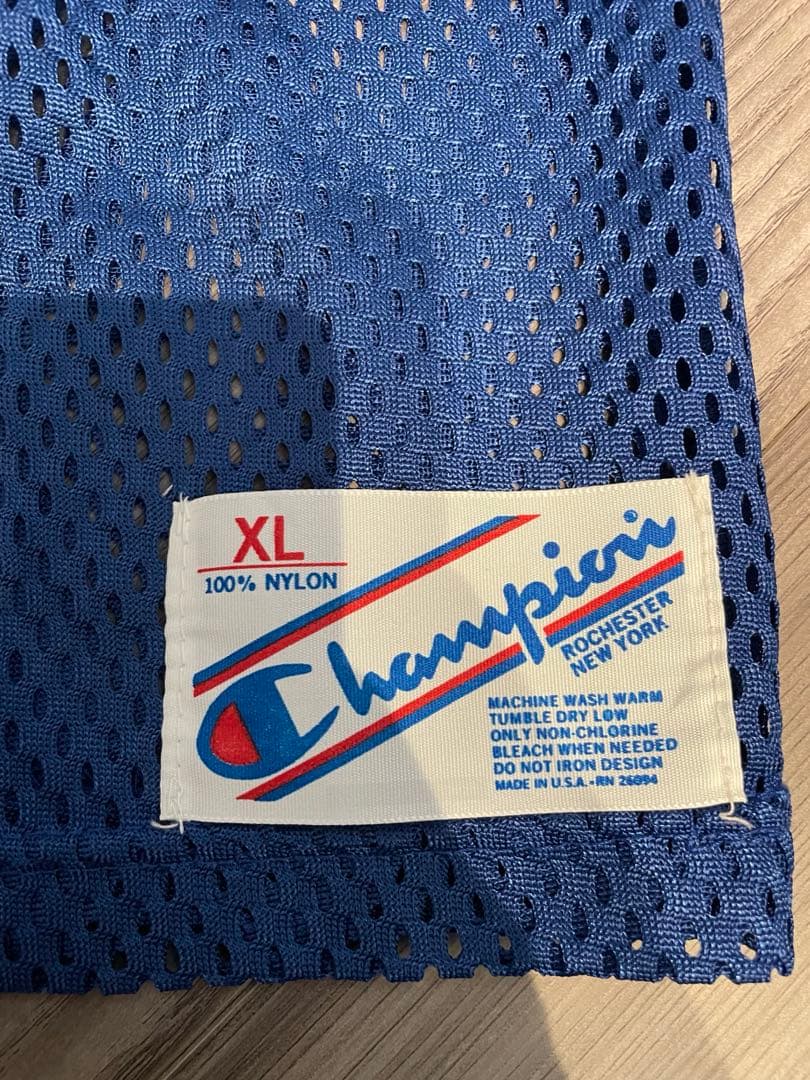 XL
100% NYLON
Champion
ROCHESTER
NEW YORK
MACHINE WASH WARM
TUMBLE DRY LOW
ONLY NON-CHLORINE
BLEACH WHEN NEEDED
DO NOT IRON DESIGN
MADE IN U.S.A.-RN 26094